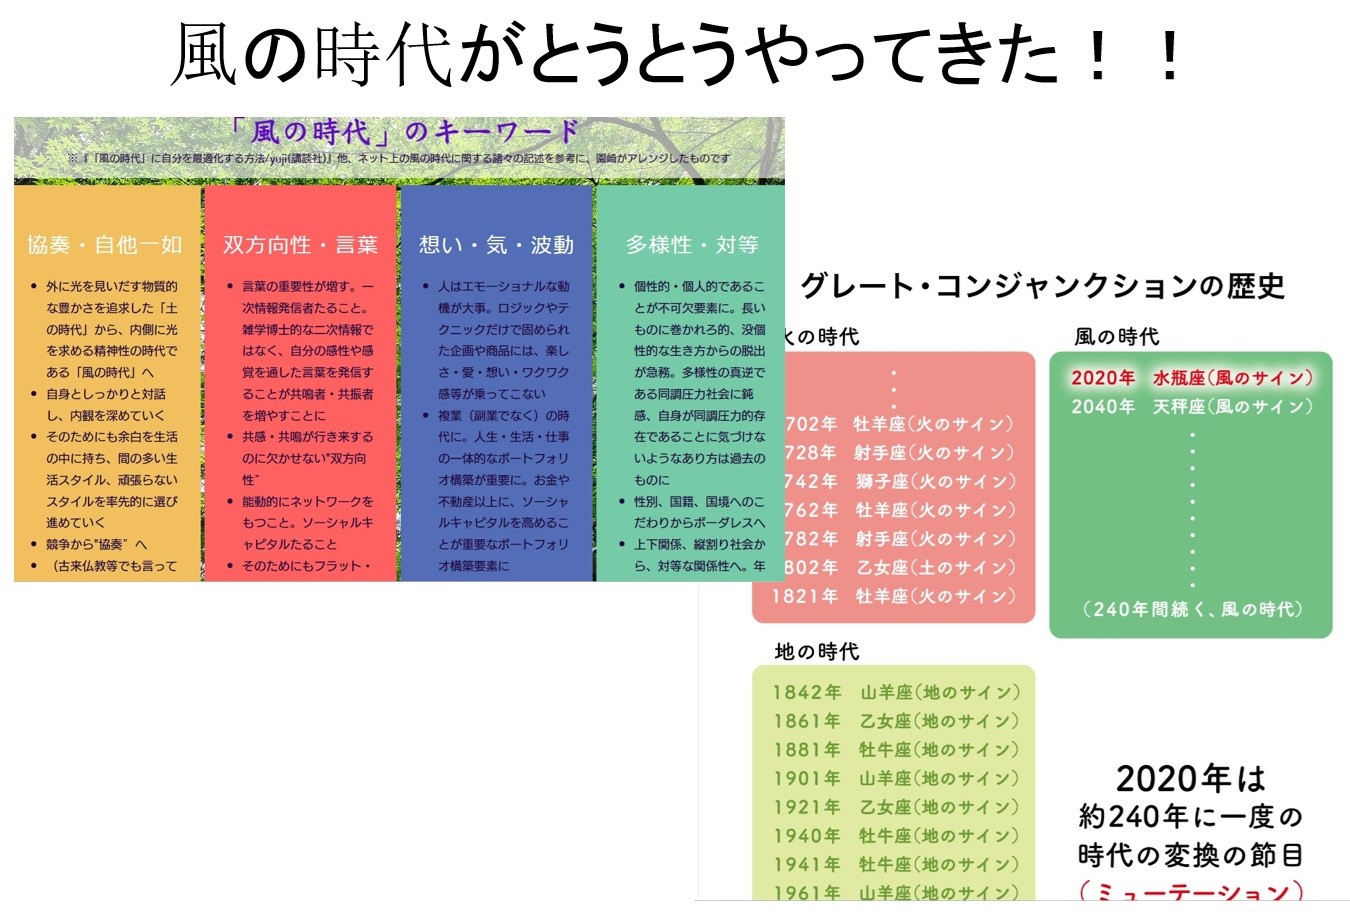 風の時代がとうとうやってきた！！
「風の時代」のキーワード
※『「風の時代」に自分を最適化する方法/yuji(講談社)』他、ネット上の風の時代に関する諸々の記述を参考に、園崎がアレンジしたものです
協奏・自他一如
• 外に光を見いだす物質的
な豊かさを追求した「土
の時代」から、内側に光
を求める精神性の時代で
ある「風の時代」へ
• 自身としっかりと対話
し、内観を深めていく
• そのためにも余白を生活
の中に持ち、間の多い生
活スタイル、頑張らない
スタイルを率先的に選び
進めていく
• 競争から"協奏”へ
• （古来仏教等でも言って
双方向性・言葉
• 言葉の重要性が増す。一
次情報発信者たること。
雑学博士的な二次情報で
はなく、自分の感性や感
覚を通した言葉を発信す
ることが共鳴者・共振者
を増やすことに
• 共感・共鳴が行き来する
のに欠かせない"双方向
性”
• 能動的にネットワークを
もつこと。ソーシャルキ
ャピタルたること
• そのためにもフラット・
想い・気・波動
• 人はエモーショナルな動
機が大事。ロジックやテ
クニックだけで固められ
た企画や商品には、楽し
さ・愛・想い・ワクワク
感等が乗ってこない
• 複業（副業でなく）の時
代に。人生・生活・仕事
の一体的なポートフォリ
オ構築が重要に。お金や
不動産以上に、ソーシャ
ルキャピタルを高めるこ
とが重要なポートフォリ
オ構築要素に
多様性・対等
• 個性的・個人的であるこ
とが不可欠要素に。長い
ものに巻かれろ的、没個
性的な生き方からの脱出
が急務。多様性の真逆で
ある同調圧力社会に鈍
感、自身が同調圧力的存
在であることに気づけな
いようなあり方は過去の
ものに
• 性別、国籍、国境へのこ
だわりからボーダレスへ
• 上下関係、縦割り社会か
ら、対等な関係性へ。年
グレート・コンジャンクションの歴史
火の時代
702年 牡羊座（火のサイン）
728年 射手座（火のサイン）
742年 獅子座（火のサイン）
762年 牡羊座（火のサイン）
782年 射手座（火のサイン）
802年 乙女座（土のサイン）
1821年 牡羊座（火のサイン）
風の時代
2020年 水瓶座（風のサイン）
2040年 天秤座（風のサイン）
（240年間続く、風の時代）
地の時代
1842年 山羊座（地のサイン）
1861年 乙女座（地のサイン）
1881年 牡牛座（地のサイン）
1901年 山羊座（地のサイン）
1921年 乙女座（地のサイン）
1940年 牡牛座（地のサイン）
1941年 牡牛座（地のサイン）
1961年 山羊座（地のサイン）
2020年は
約240年に一度の
時代の変換の節目
（ミューテーション）